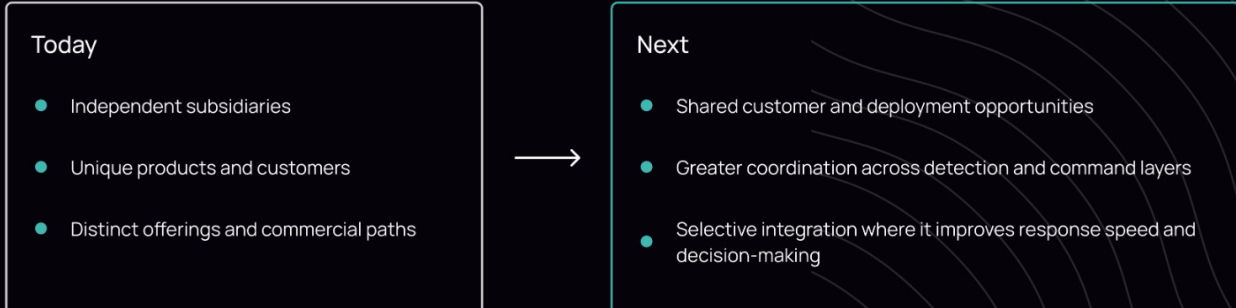 Today
Independent subsidiaries
Unique products and customers
Distinct offerings and commercial paths
Next
Shared customer and deployment opportunities
Greater coordination across detection and command layers
Selective integration where it improves response speed and
decision-making